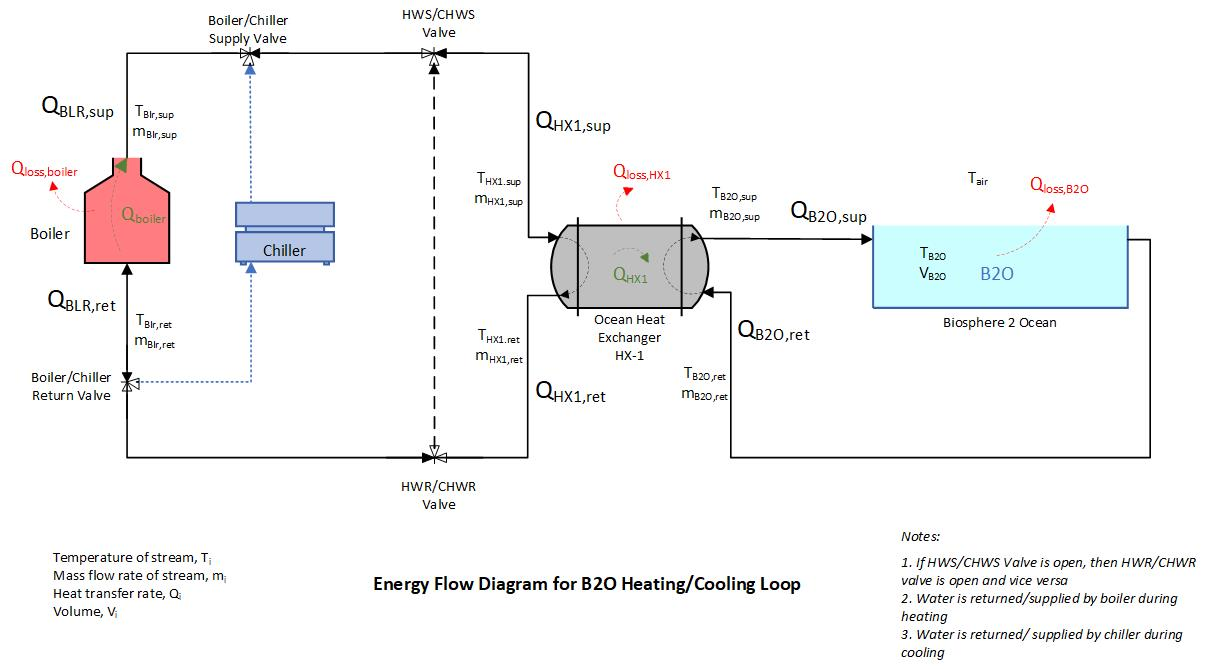 Boiler/Chiller
Supply Valve
HWS/CHWS
Valve
QBLR,sup
TBlr,sup
mBlr,sup
QHX1,sup
Qloss,boiler
Qboiler
Boiler
Chiller
THX1.sup
mHX1,sup
Qloss,HX1
TB2O,sup
mB2O,sup
QB2O,sup
Tair
Qloss,B2O
QHX1
TB2O
VB2O
B2O
QBLR,ret
TBlr,ret
mBlr,ret
Ocean Heat
Exchanger
HX-1
Biosphere 2 Ocean
THX1.ret
mHX1,ret
QB2O,ret
Boiler/Chiller
Return Valve
QHX1,ret
TB2O,ret
mB2O,ret
HWR/CHWR
Valve
Temperature of stream, Ti
Mass flow rate of stream, mi
Heat transfer rate, Qi
Volume, Vi
Energy Flow Diagram for B2O Heating/Cooling Loop
Notes:
1. If HWS/CHWS Valve is open, then HWR/CHWR
valve is open and vice versa
2. Water is returned/supplied by boiler during
heating
3. Water is returned/ supplied by chiller during
cooling